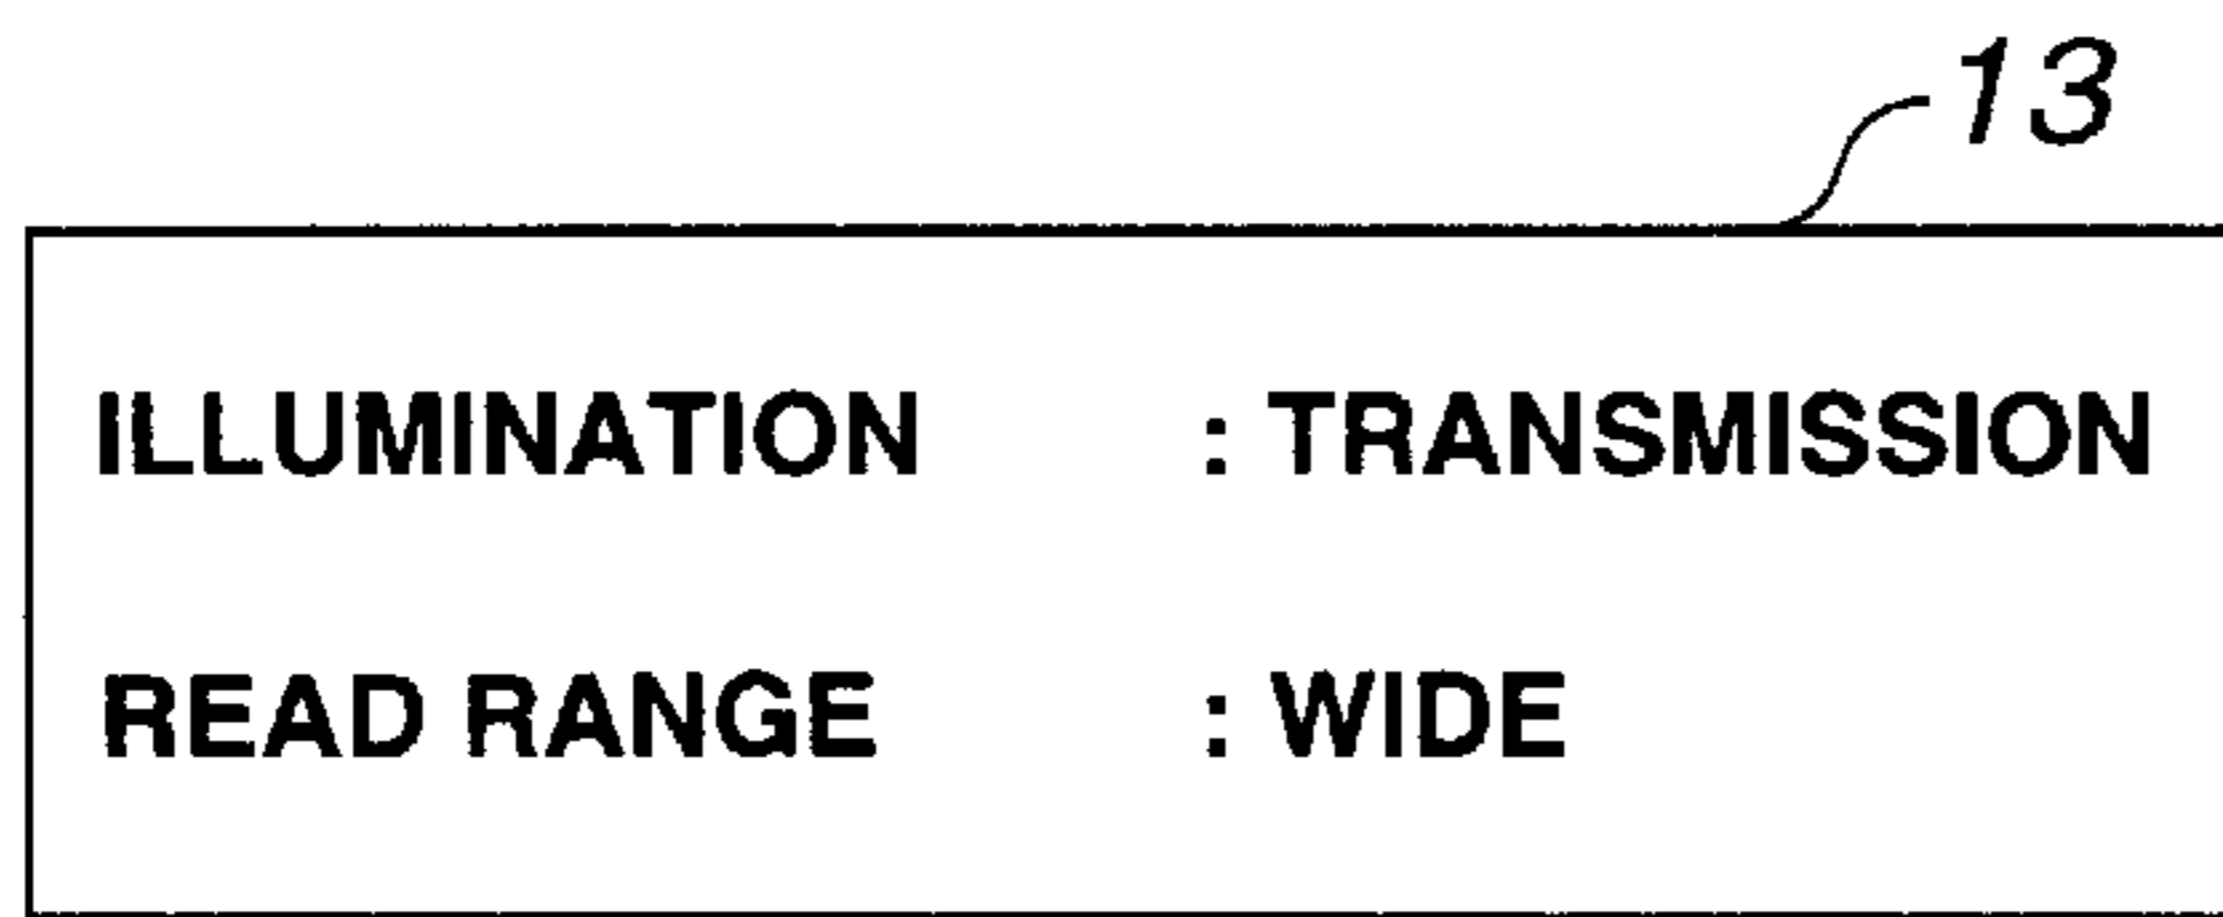 13
ILLUMINATION : TRANSMISSION
READ RANGE : WIDE